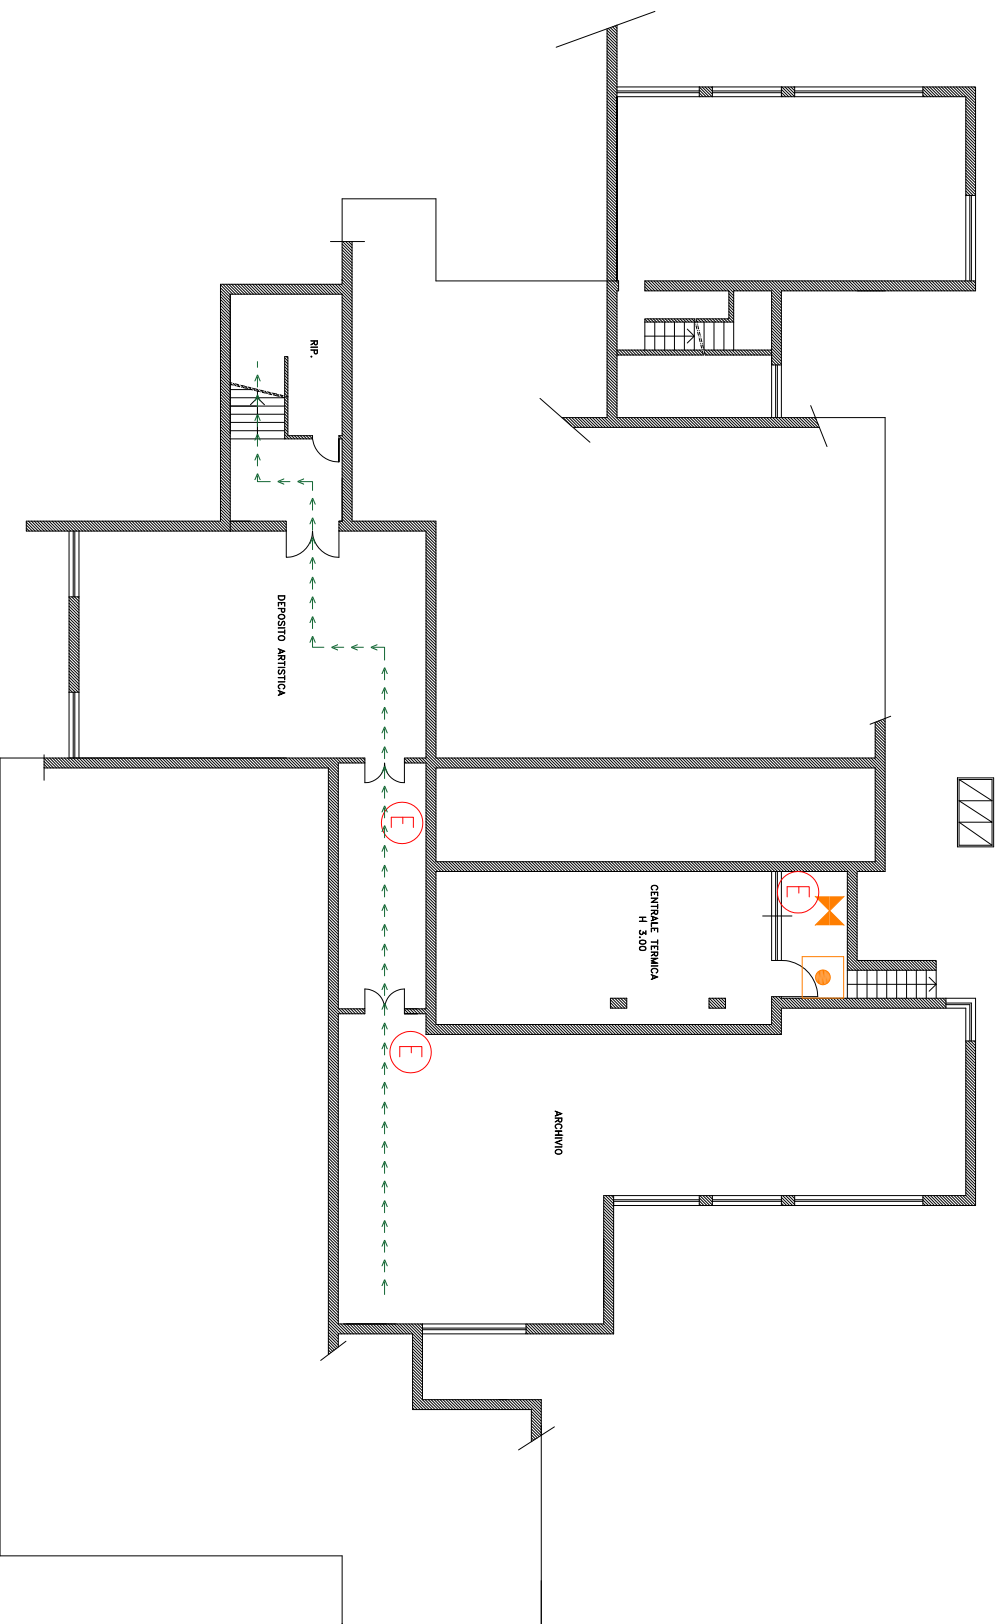 RIP.
DEPOSITO ARTISTICA
E
E
CENTRALE TERMICA
H 3.00
E
ARCHIVIO